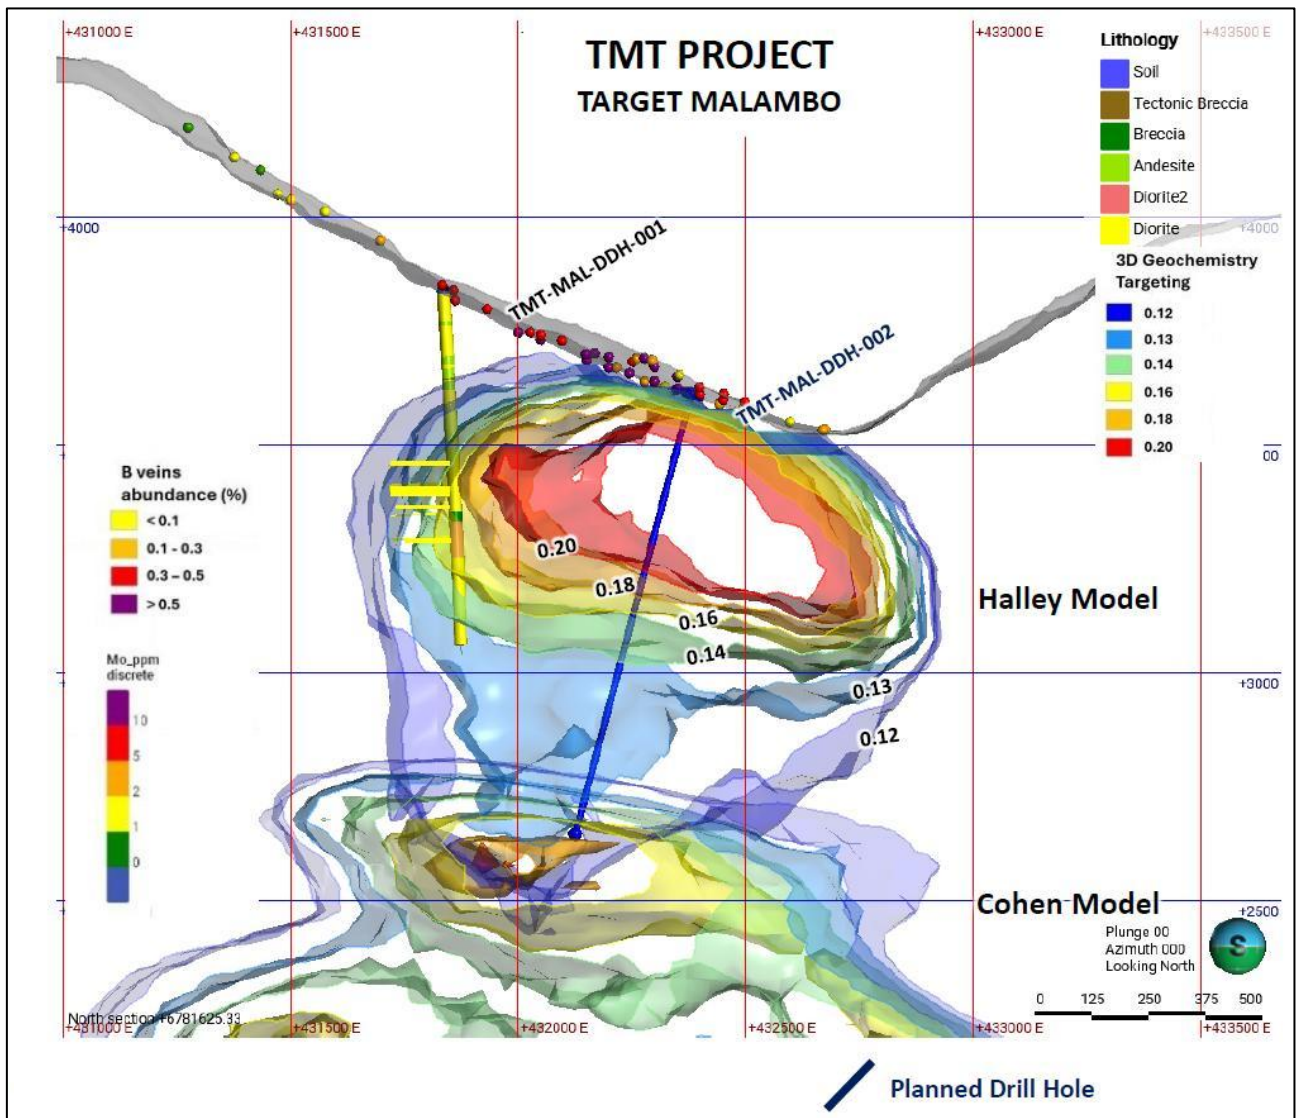 +431000 E
+431500 E
+433000 E
+433500 E
TMT PROJECT
TARGET MALAMBO
Lithology
Soil
Tectonic Breccia
Breccia
Andesite
Diorite2
Diorite
+4000
+4000
TMT-MAL-DDH-001
3D Geochemistry
Targeting
0.12
0.13
0.14
0.16
0.18
0.20
TMT-MAL-DDH-002
00
B veins
abundance (%)
< 0.1
0.1 - 0.3
0.3 – 0.5
> 0.5
0.20
0.18
0.16
0.14
0.13
0.12
Halley Model
Mo_ppm
discrete
10
5
2
1
0
+3000
Cohen Model
+2500
Plunge 00
Azimuth 000
Looking North
S
0 125 250 375 500
North section +6781625.33
+431000 E
+431500 E
+432000 E
+432500 E
+433000 E
+433500 E
Planned Drill Hole